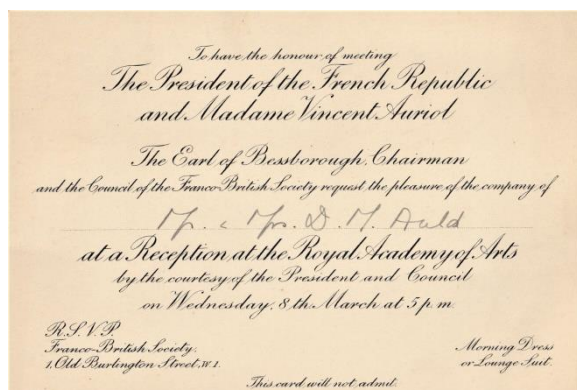 To have the honour of meeting
The President of the French Republic
and Madame Vincent Auriol
The Earl of Bessborough, Chairman
and the Council of the Franco-British Society request the pleasure of the company of
Mr. & Mrs. D. M. Auld
at a Reception at the Royal Academy of Arts
by the courtesy of the President and Council
on Wednesday, 8th March at 5 p.m.
R.S.V.P.
Franco-British Society,
1, Old Burlington Street, W.1.
Morning Dress
or Lounge Suit.
This card will not admit.